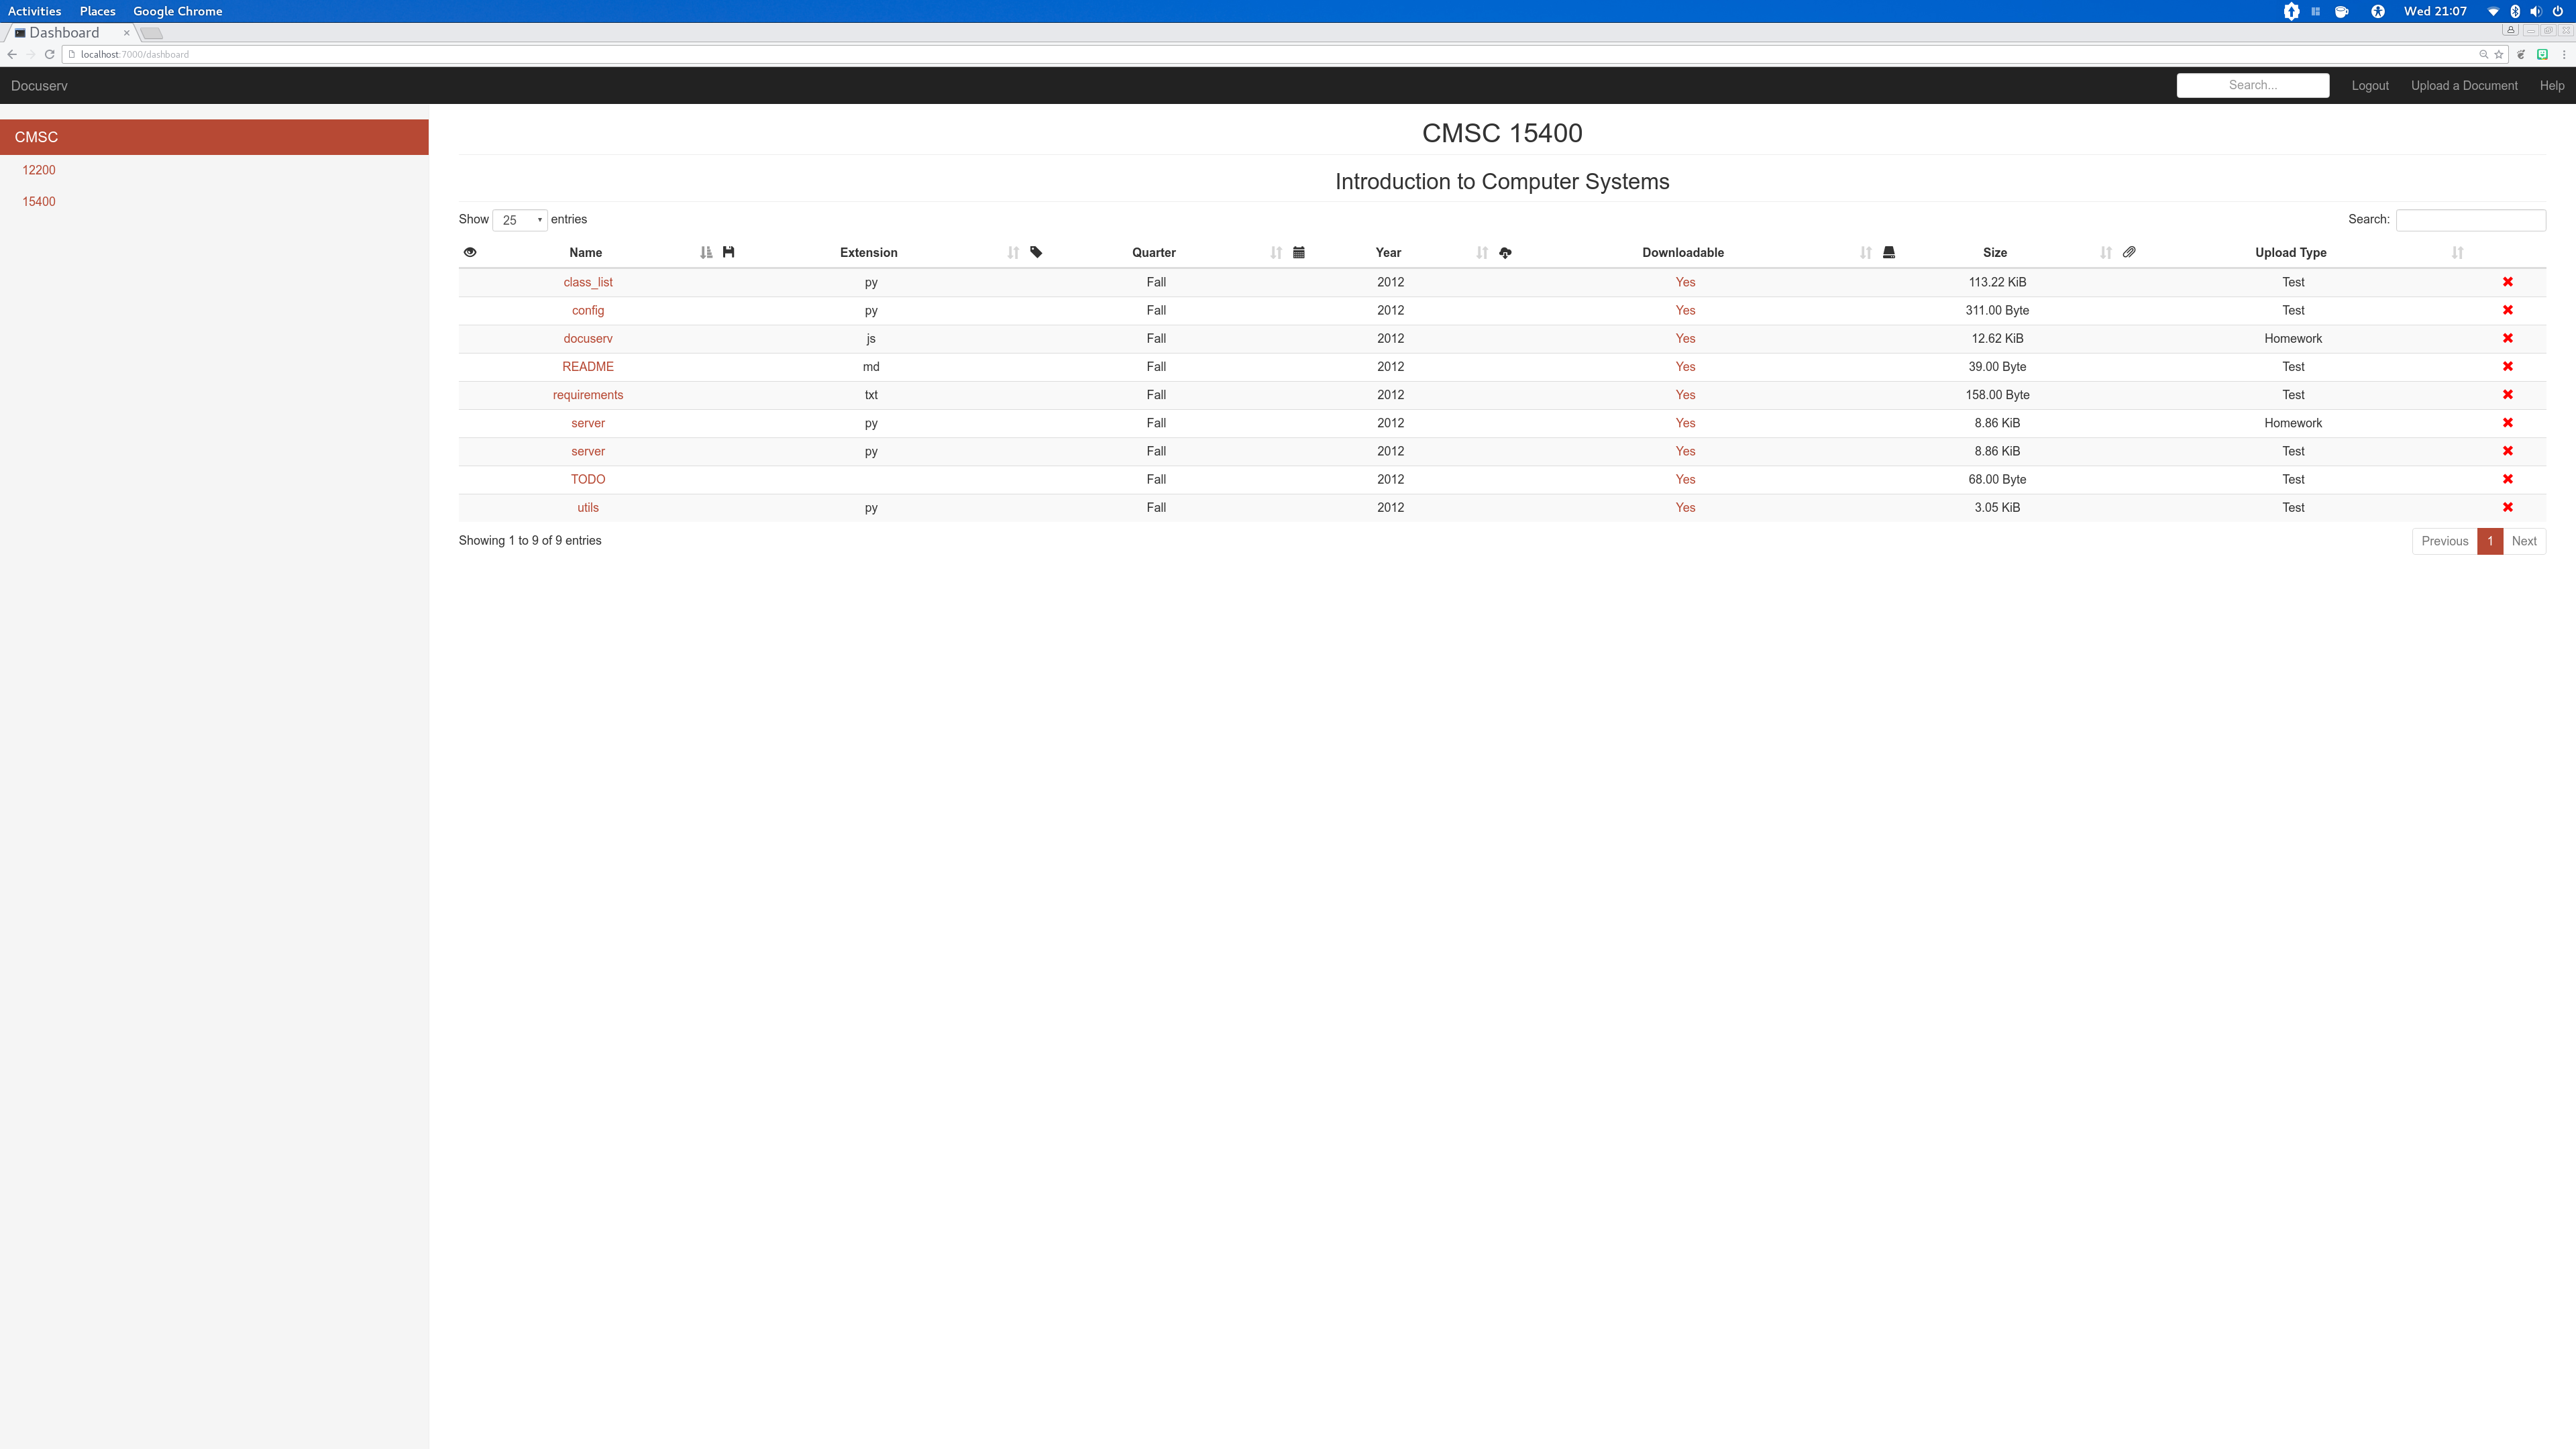 Activities Places Google Chrome Wed 21:07
Dashboard
localhost:7000/dashboard
Docuserv Search... Logout Upload a Document Help
CMSC
12200
15400
CMSC 15400
Introduction to Computer Systems
Show 25 entries Search:
Name Extension Quarter Year Downloadable Size Upload Type
class_list py Fall 2012 Yes 113.22 KiB Test
config py Fall 2012 Yes 311.00 Byte Test
docuserv js Fall 2012 Yes 12.62 KiB Homework
README md Fall 2012 Yes 39.00 Byte Test
requirements txt Fall 2012 Yes 158.00 Byte Test
server py Fall 2012 Yes 8.86 KiB Homework
server py Fall 2012 Yes 8.86 KiB Test
TODO Fall 2012 Yes 68.00 Byte Test
utils py Fall 2012 Yes 3.05 KiB Test
Showing 1 to 9 of 9 entries Previous 1 Next